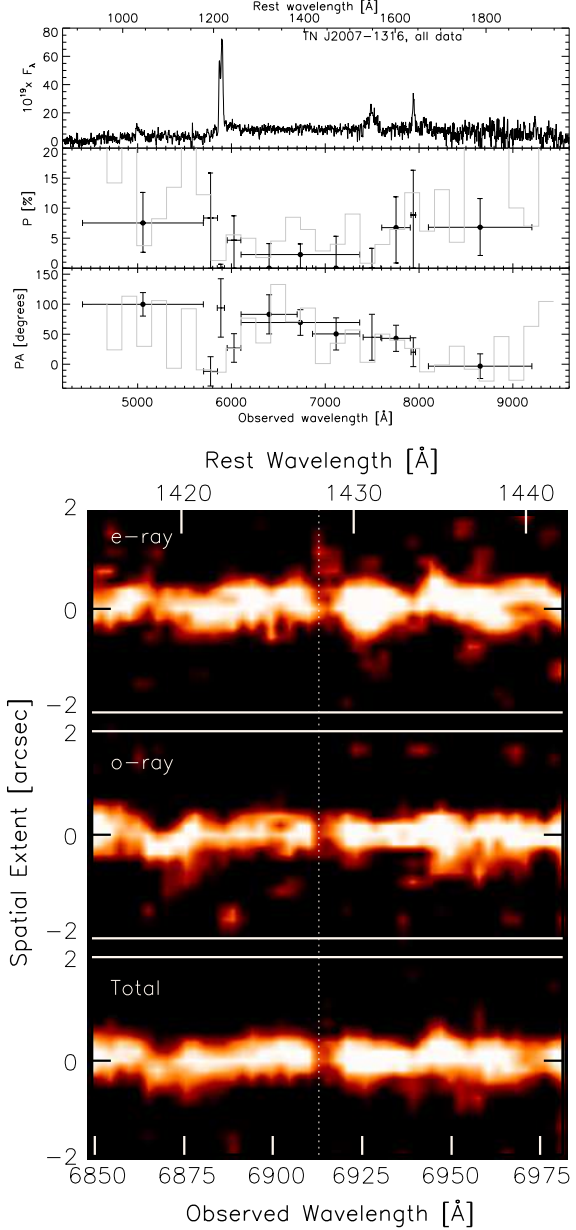 Rest wavelength [Å]
1000 1200 1400 1600 1800
TN J2007−1316, all data
80
60
40
20
0
10¹⁹x Fλ
20
15
10
5
0
P [%]
150
100
50
0
PA [degrees]
5000 6000 7000 8000 9000
Observed wavelength [Å]
Rest Wavelength [Å]
1420 1430 1440
2
e−ray
0
−2
2
o−ray
0
−2
2
Total
0
−2
Spatial Extent [arcsec]
6850 6875 6900 6925 6950 6975
Observed Wavelength [Å]